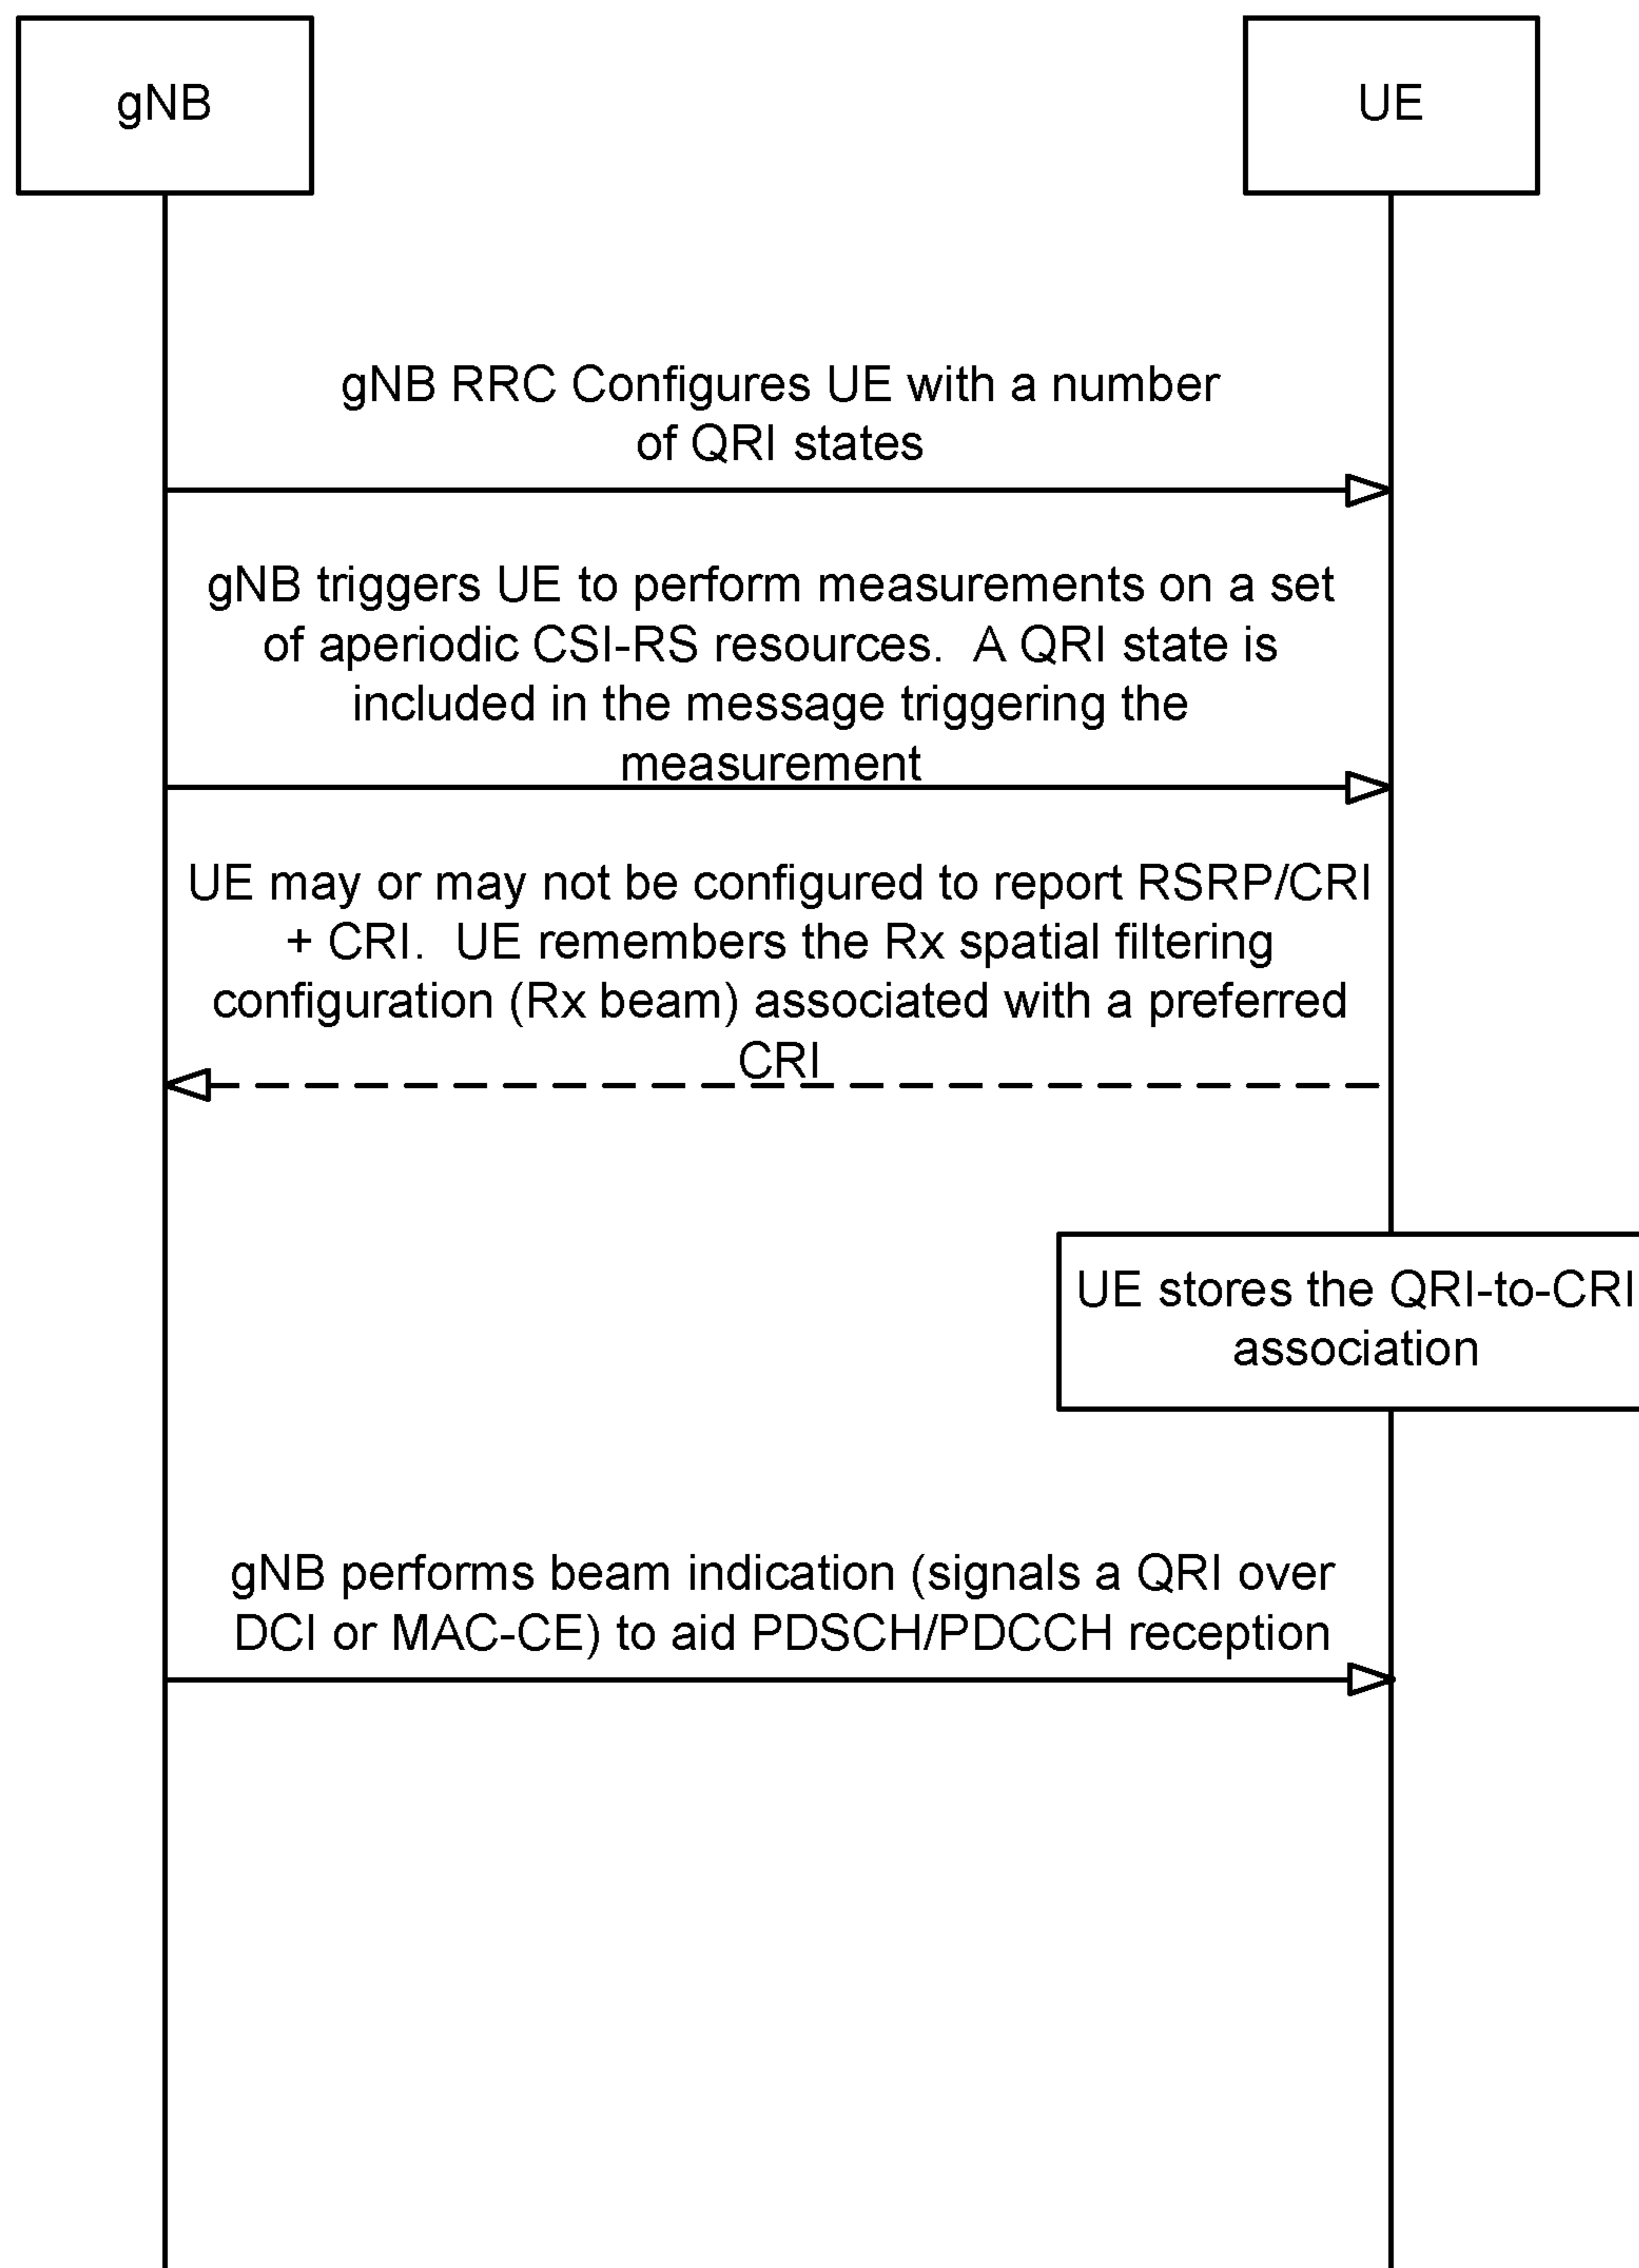 gNB
UE
gNB RRC Configures UE with a number
of QRI states
gNB triggers UE to perform measurements on a set
of aperiodic CSI-RS resources.  A QRI state is
included in the message triggering the
measurement
UE may or may not be configured to report RSRP/CRI
+ CRI.  UE remembers the Rx spatial filtering
configuration (Rx beam) associated with a preferred
CRI
UE stores the QRI-to-CRI
association
gNB performs beam indication (signals a QRI over
DCI or MAC-CE) to aid PDSCH/PDCCH reception